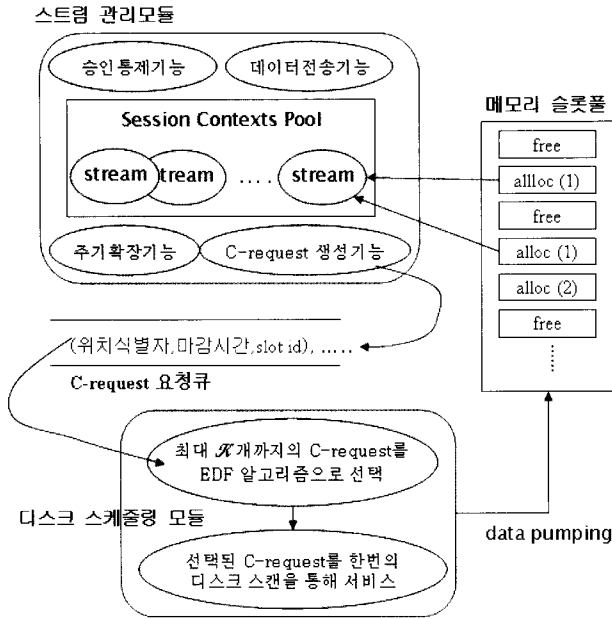 스트림 관리모듈
승인통제기능
데이터전송기능
Session Contexts Pool
stream
tream
....
stream
주기확장기능
C-request 생성기능
메모리 슬롯풀
free
allloc (1)
free
alloc (1)
alloc (2)
free
(위치식별자,마감시간,slot id), .....
C-request 요청큐
최대 K개까지의 C-request를
EDF 알고리즘으로 선택
디스크 스케줄링 모듈
선택된 C-request를 한번의
디스크 스캔을 통해 서비스
data pumping